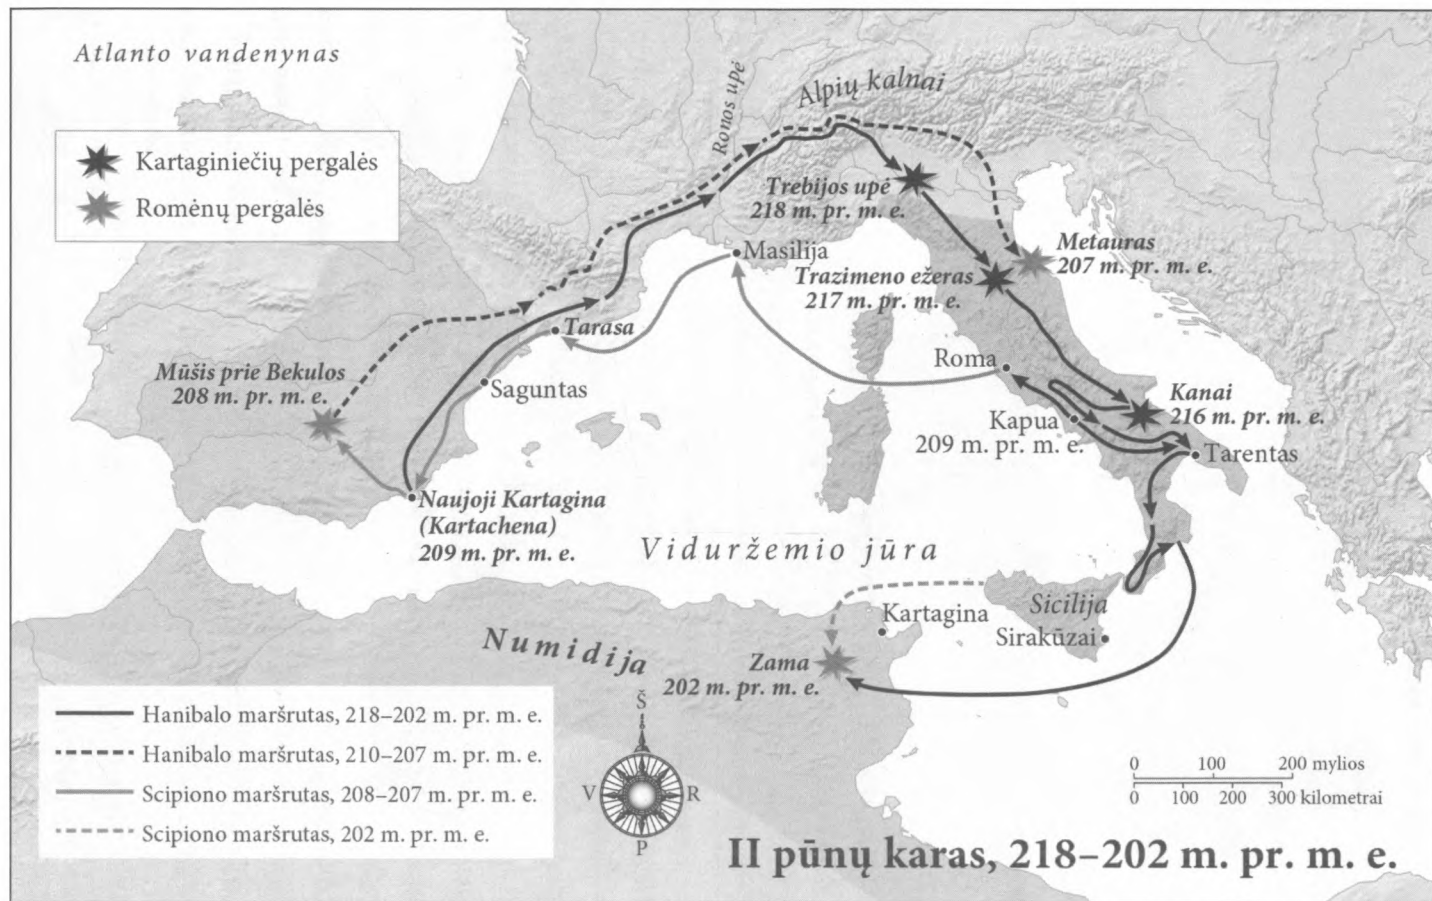 Atlanto vandenynas
Kartaginiečių pergalės
Romėnų pergalės
Ronos upė
Alpių kalnai
Trebijos upė
218 m. pr. m. e.
Metauras
207 m. pr. m. e.
Masilija
Trazimeno ežeras
217 m. pr. m. e.
Tarasa
Roma
Mūšis prie Bekulos
208 m. pr. m. e.
Saguntas
Kanai
216 m. pr. m. e.
Kapua
209 m. pr. m. e.
Tarentas
Naujoji Kartagina
(Kartachena)
209 m. pr. m. e.
Viduržemio jūra
Kartagina
Sicilija
Sirakūzai
Numidija
Zama
202 m. pr. m. e.
Hanibalo maršrutas, 218–202 m. pr. m. e.
Hanibalo maršrutas, 210–207 m. pr. m. e.
Scipiono maršrutas, 208–207 m. pr. m. e.
Scipiono maršrutas, 202 m. pr. m. e.
Š
V
R
P
0 100 200 mylios
0 100 200 300 kilometrai
II pūnų karas, 218–202 m. pr. m. e.